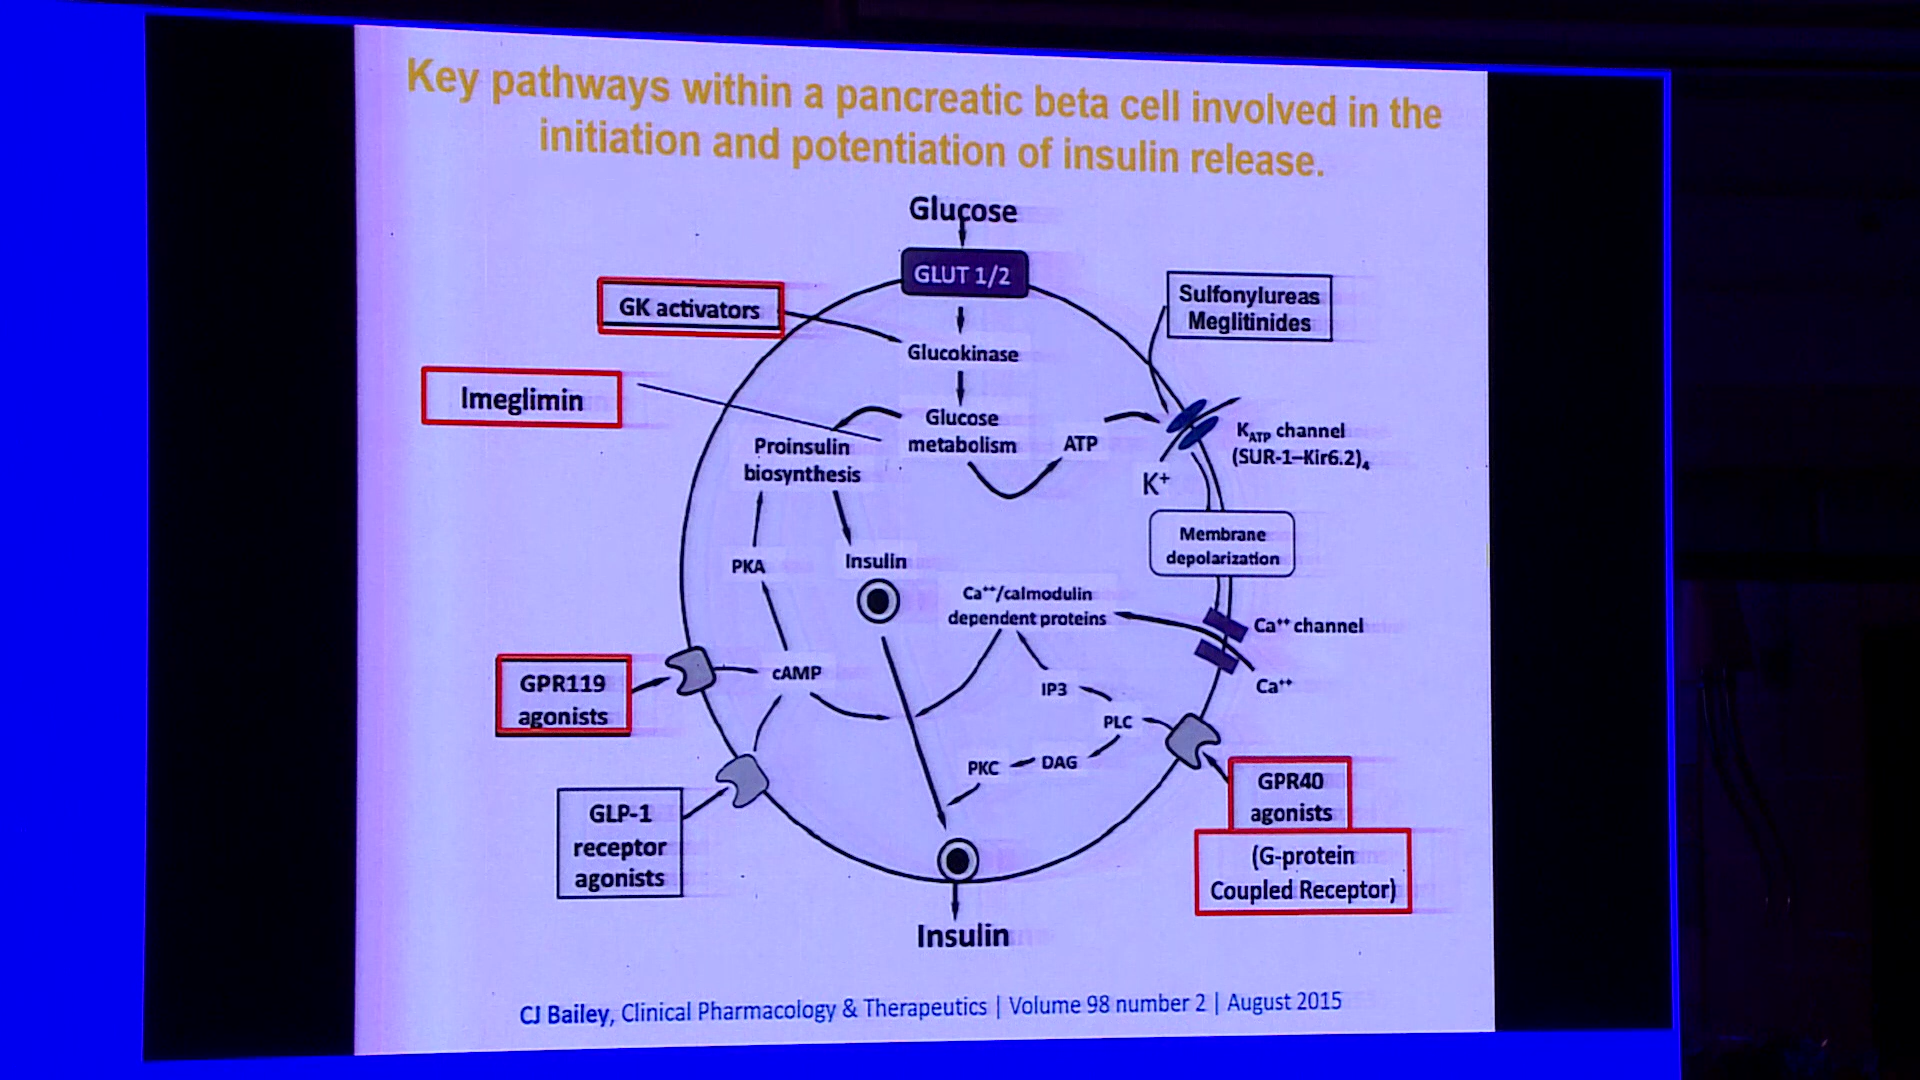 Key pathways within a pancreatic beta cell involved in the
initiation and potentiation of insulin release.
Glucose
GLUT 1/2
GK activators
Sulfonylureas
Meglitinides
Glucokinase
Imeglimin
Glucose
metabolism
ATP
K_ATP channel
(SUR-1–Kir6.2)₄
Proinsulin
biosynthesis
K⁺
Membrane
depolarization
PKA
Insulin
Ca⁺⁺/calmodulin
dependent proteins
Ca⁺⁺ channel
GPR119
agonists
cAMP
IP3
Ca⁺⁺
PLC
PKC
DAG
GPR40
agonists
GLP-1
receptor
agonists
(G-protein
Coupled Receptor)
Insulin
CJ Bailey, Clinical Pharmacology & Therapeutics | Volume 98 number 2 | August 2015